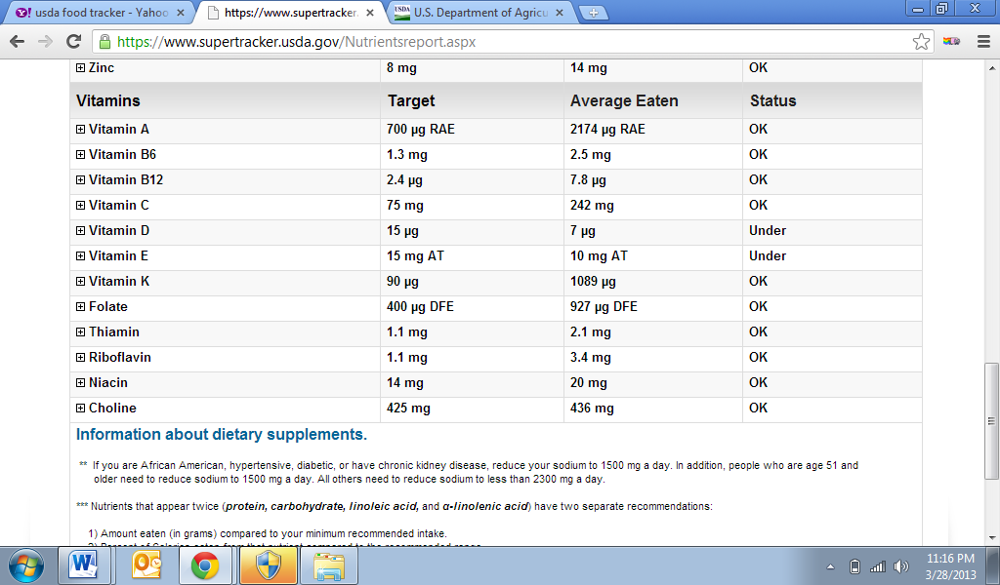 usda food tracker - Yahoo
https://www.supertracker.
U.S. Department of Agricu
https://www.supertracker.usda.gov/Nutrientsreport.aspx
Zinc 8 mg 14 mg OK
Vitamins Target Average Eaten Status
Vitamin A 700 µg RAE 2174 µg RAE OK
Vitamin B6 1.3 mg 2.5 mg OK
Vitamin B12 2.4 µg 7.8 µg OK
Vitamin C 75 mg 242 mg OK
Vitamin D 15 µg 7 µg Under
Vitamin E 15 mg AT 10 mg AT Under
Vitamin K 90 µg 1089 µg OK
Folate 400 µg DFE 927 µg DFE OK
Thiamin 1.1 mg 2.1 mg OK
Riboflavin 1.1 mg 3.4 mg OK
Niacin 14 mg 20 mg OK
Choline 425 mg 436 mg OK
Information about dietary supplements.
** If you are African American, hypertensive, diabetic, or have chronic kidney disease, reduce your sodium to 1500 mg a day. In addition, people who are age 51 and
older need to reduce sodium to 1500 mg a day. All others need to reduce sodium to less than 2300 mg a day.
*** Nutrients that appear twice (protein, carbohydrate, linoleic acid, and α-linolenic acid) have two separate recommendations:
1) Amount eaten (in grams) compared to your minimum recommended intake.
11:16 PM
3/28/2013